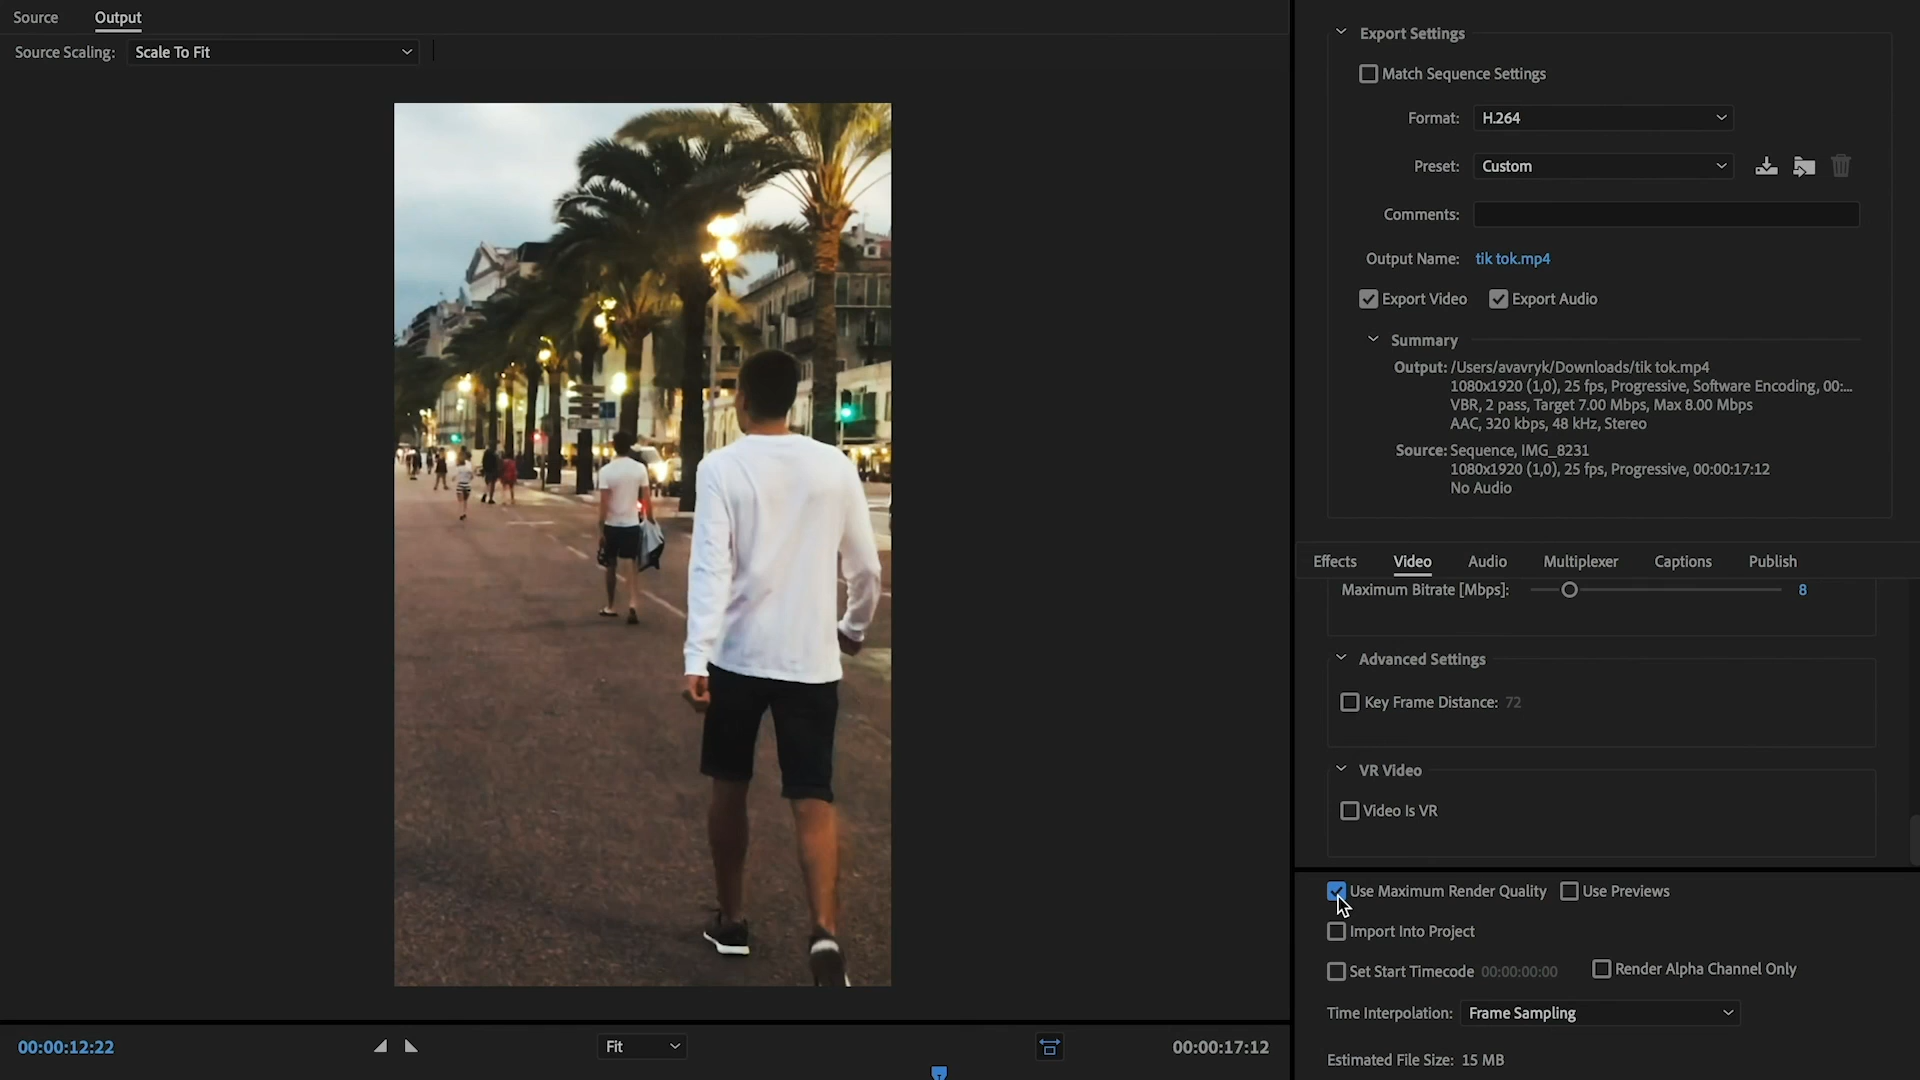 Source Output
Source Scaling: Scale To Fit
00:00:12:22
Fit
00:00:17:12
Export Settings
Match Sequence Settings
Format: H.264
Preset: Custom
Comments:
Output Name: tik tok.mp4
Export Video Export Audio
Summary
Output: /Users/avavryk/Downloads/tik tok.mp4
1080x1920 (1,0), 25 fps, Progressive, Software Encoding, 00:...
VBR, 2 pass, Target 7.00 Mbps, Max 8.00 Mbps
AAC, 320 kbps, 48 kHz, Stereo
Source: Sequence, IMG_8231
1080x1920 (1,0), 25 fps, Progressive, 00:00:17:12
No Audio
Effects Video Audio Multiplexer Captions Publish
Maximum Bitrate [Mbps]: 8
Advanced Settings
Key Frame Distance: 72
VR Video
Video Is VR
Use Maximum Render Quality Use Previews
Import Into Project
Set Start Timecode 00:00:00:00 Render Alpha Channel Only
Time Interpolation: Frame Sampling
Estimated File Size: 15 MB